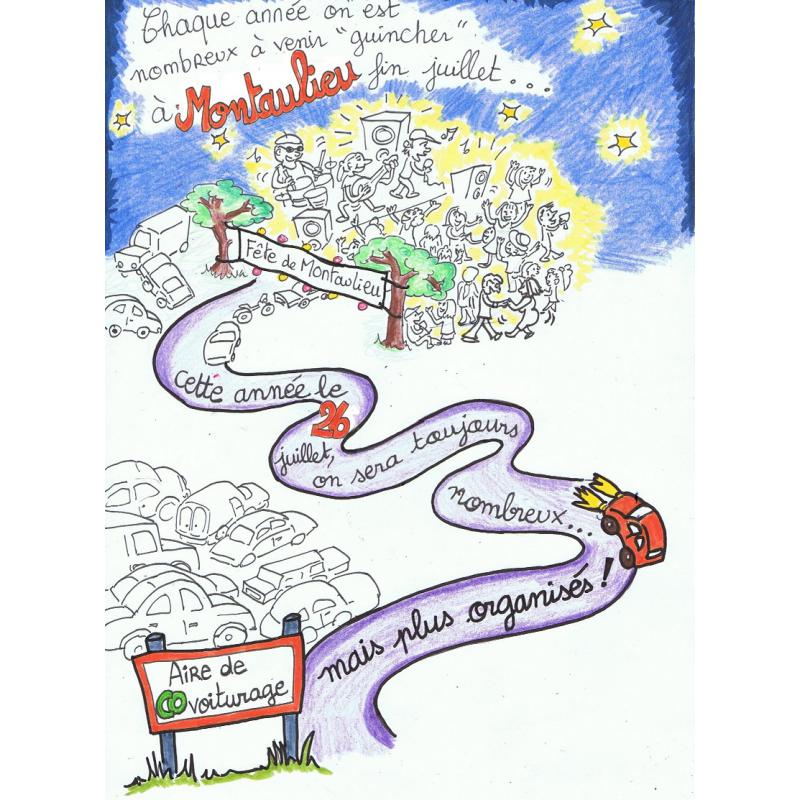 Chaque année on est
nombreux à venir "guincher"
à Montaulieu fin juillet...
Fête de Montaulieu
cette année le
26
juillet,
on sera toujours
nombreux...
mais plus organisés!
Aire de
covoiturage